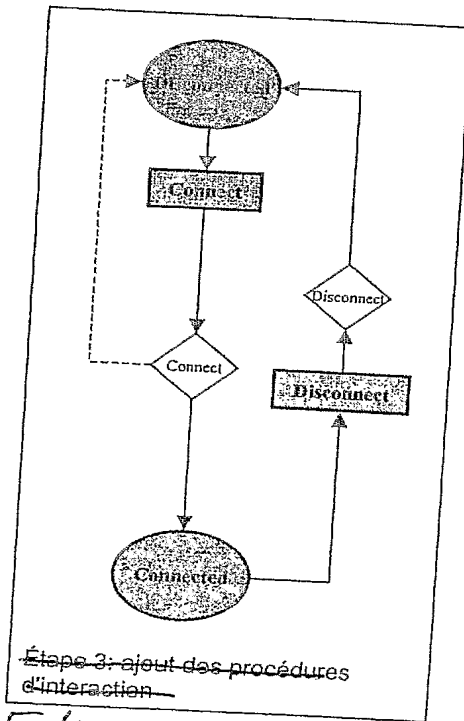 Connect
Disconnect
Connect
Disconnect
Connected
Étape 3: ajout des procédures
d'interaction